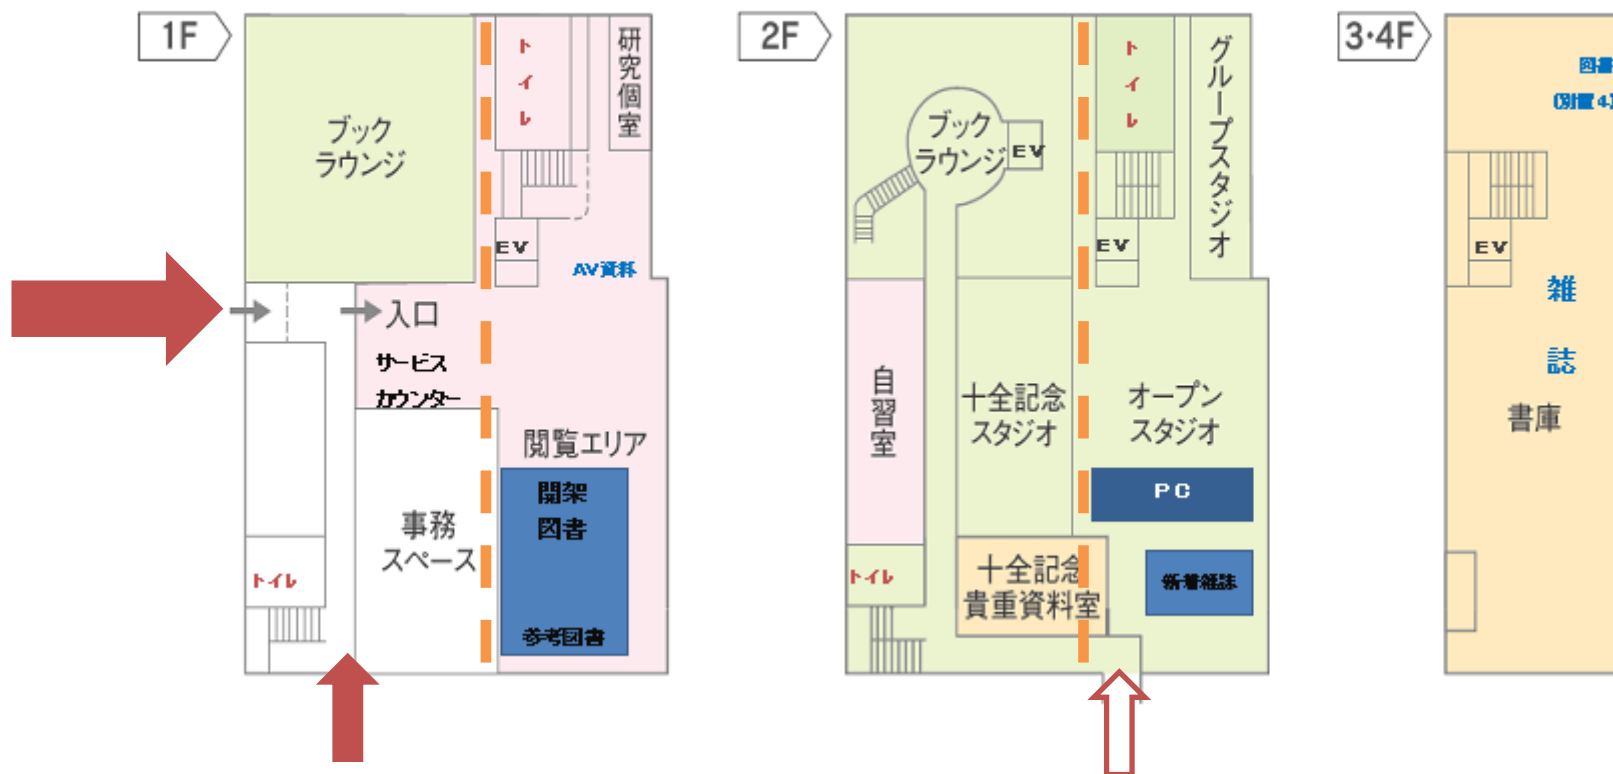 1F
ブック
ラウンジ
トイレ
研究個室
EV
AV資料
入口
サービス
カウンター
閲覧エリア
開架
図書
参考図書
事務
スペース
トイレ
2F
ブック
ラウンジ
EV
トイレ
グループスタジオ
EV
自習室
十全記念
スタジオ
オープン
スタジオ
PC
新着雑誌
十全記念
貴重資料室
トイレ
3・4F
EV
雑誌
書庫